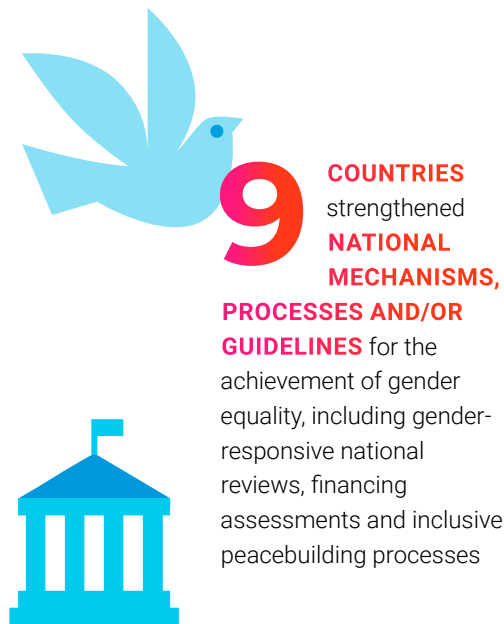 9 COUNTRIES
strengthened
NATIONAL
MECHANISMS,
PROCESSES AND/OR
GUIDELINES for the
achievement of gender
equality, including gender-
responsive national
reviews, financing
assessments and inclusive
peacebuilding processes